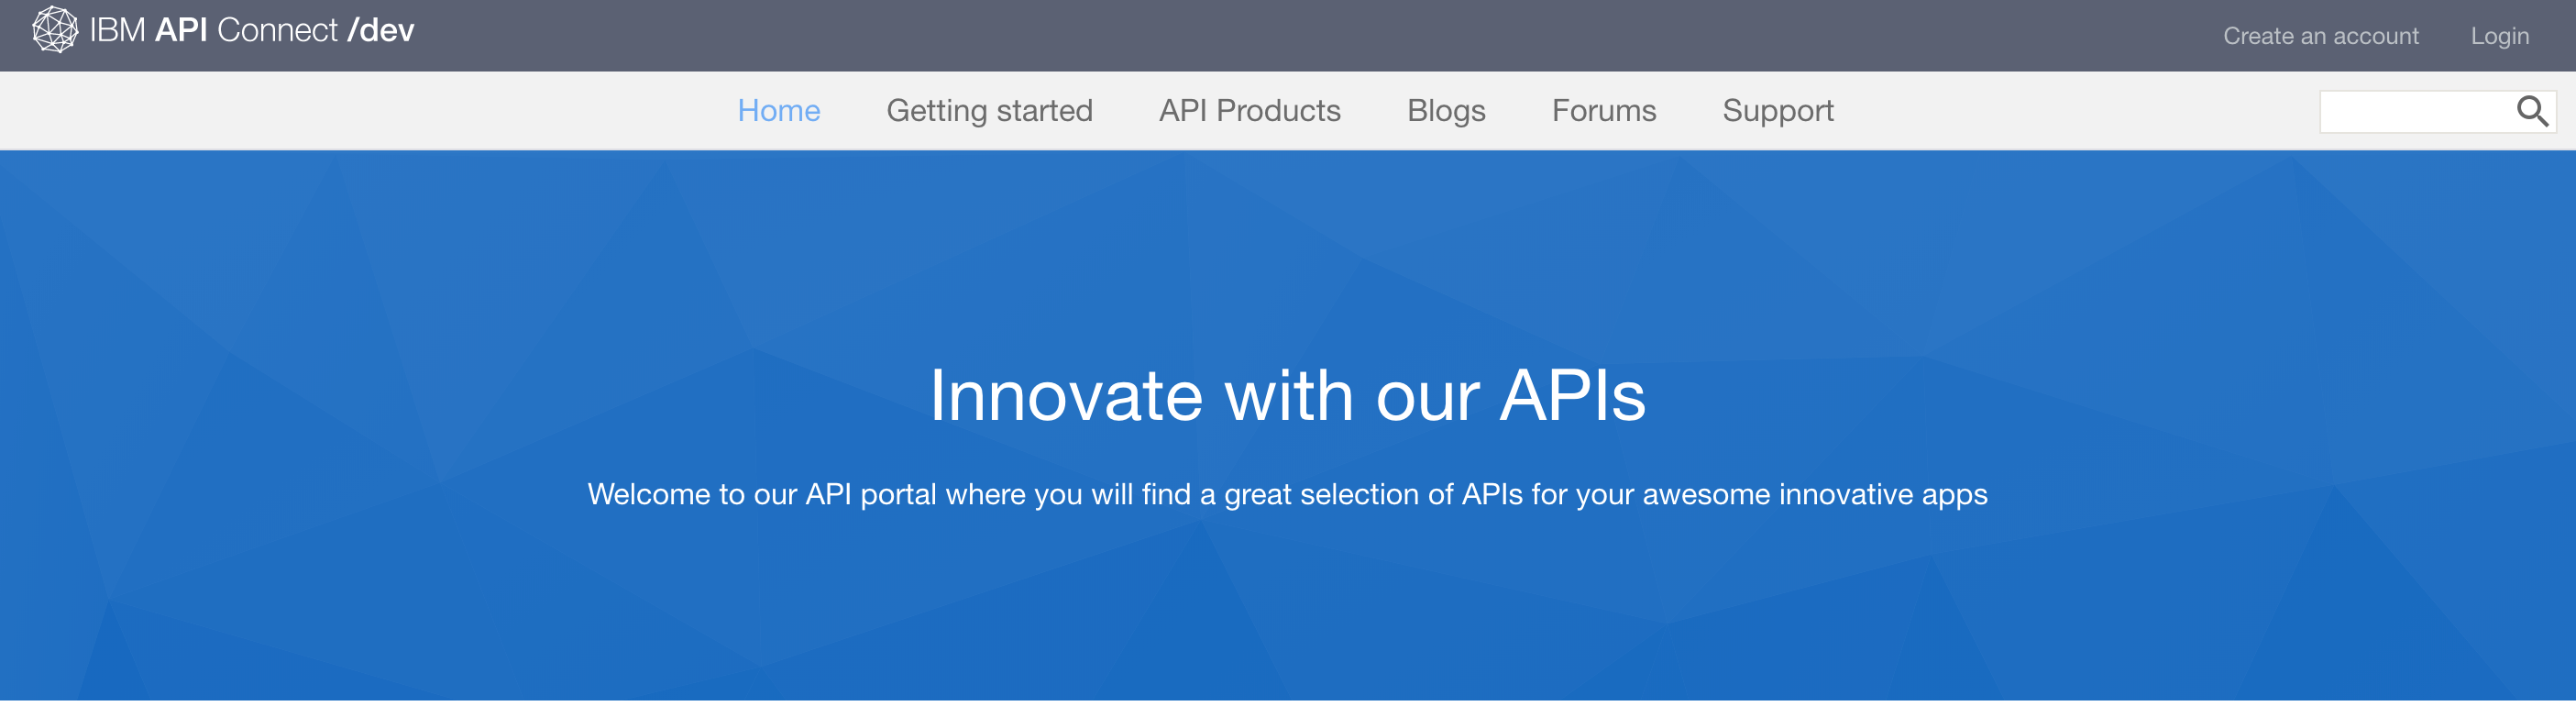 IBM API Connect /dev
Create an account
Login
Home
Getting started
API Products
Blogs
Forums
Support
Innovate with our APIs
Welcome to our API portal where you will find a great selection of APIs for your awesome innovative apps